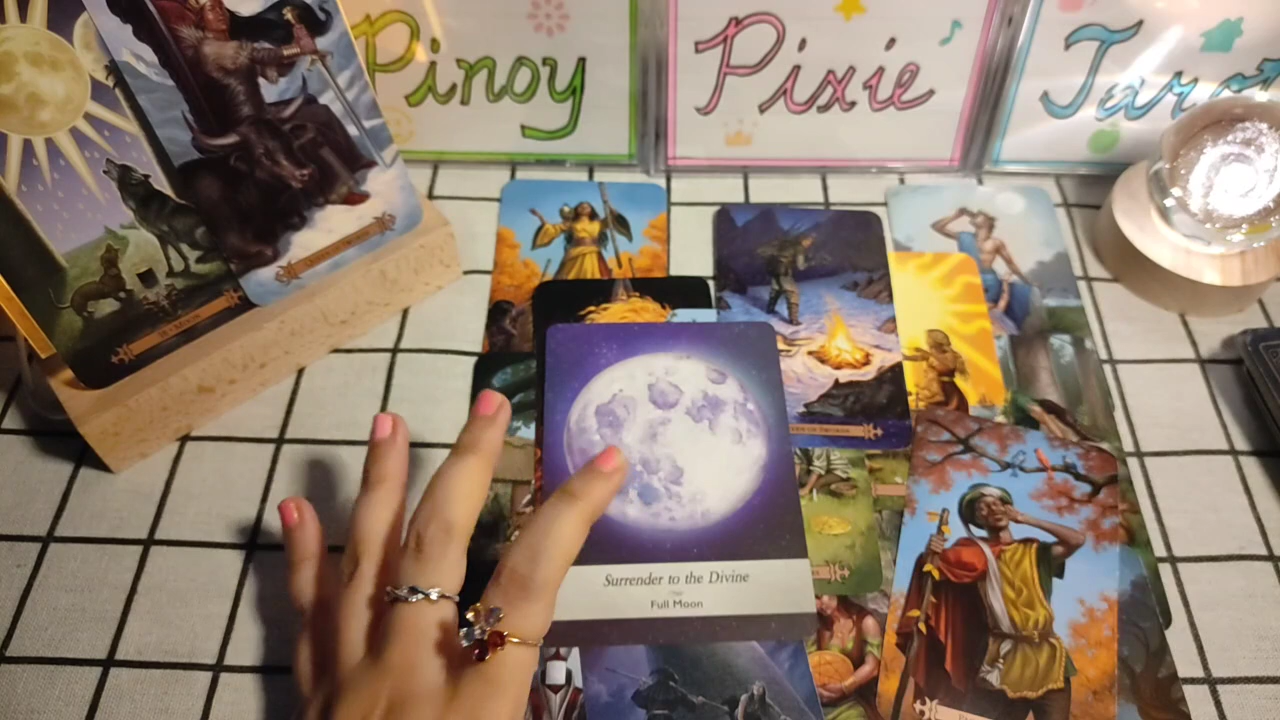 Pinoy
Pixie
Tarot
Surrender to the Divine
Full Moon